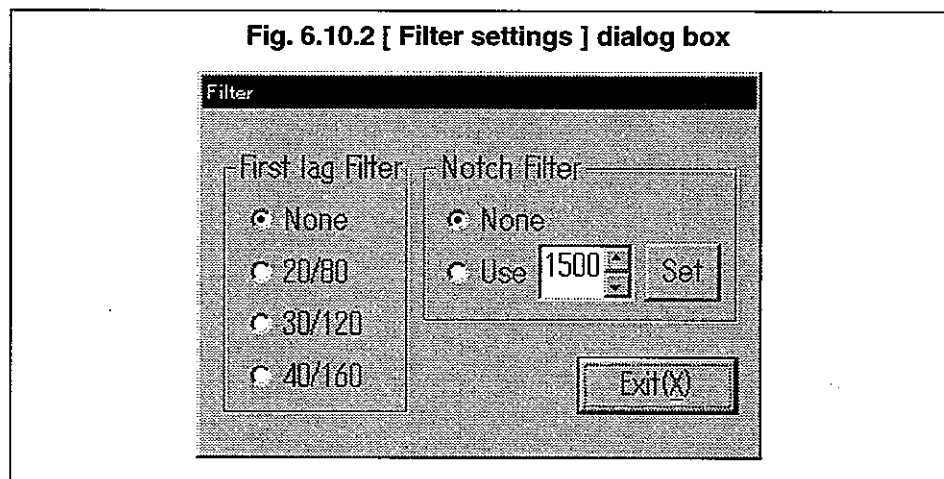 Fig. 6.10.2 [ Filter settings ] dialog box
Filter
First lag Filter
None
20/80
30/120
40/160
Notch Filter
None
Use 1500 Set
Exit(X)